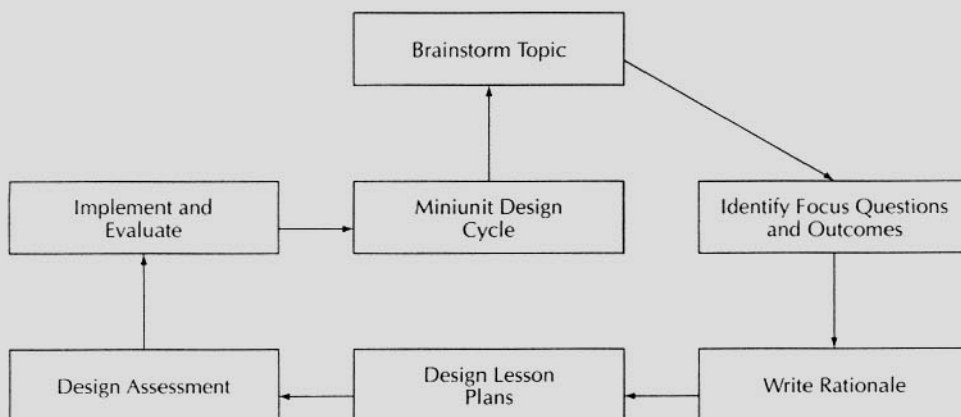 Brainstorm Topic
Implement and
Evaluate
Miniunit Design
Cycle
Identify Focus Questions
and Outcomes
Design Assessment
Design Lesson
Plans
Write Rationale